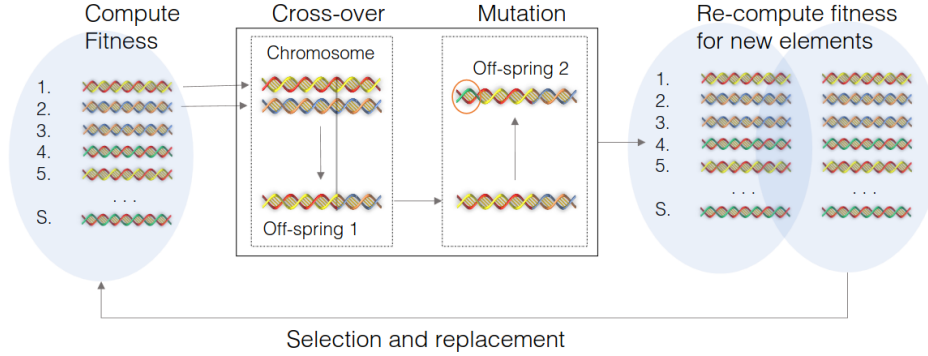 Compute
Fitness
Cross-over
Mutation
Re-compute fitness
for new elements
Chromosome
Off-spring 2
1.
2.
3.
4.
5.
. . .
S.
Off-spring 1
1.
2.
3.
4.
5.
. . .
. . .
S.
Selection and replacement